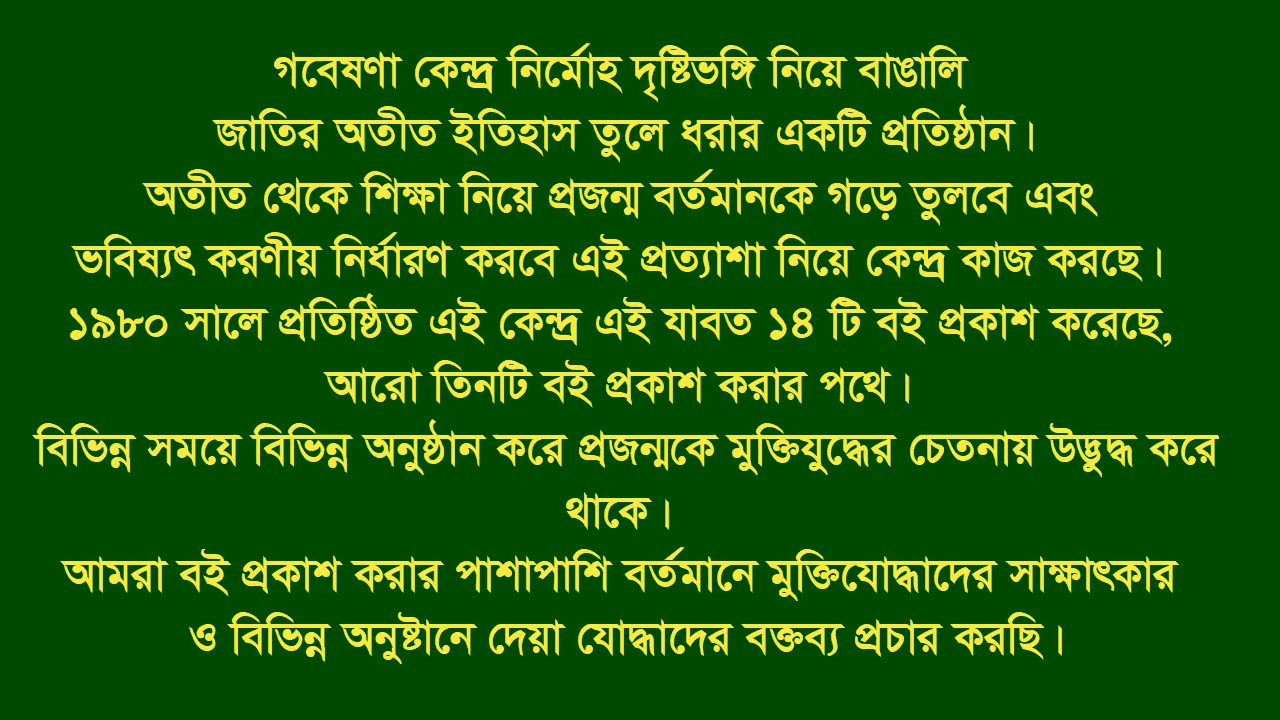 গবেষণা কেন্দ্র নির্মোহ দৃষ্টিভঙ্গি নিয়ে বাঙালি
জাতির অতীত ইতিহাস তুলে ধরার একটি প্রতিষ্ঠান।
অতীত থেকে শিক্ষা নিয়ে প্রজন্ম বর্তমানকে গড়ে তুলবে এবং
ভবিষ্যৎ করণীয় নির্ধারণ করবে এই প্রত্যাশা নিয়ে কেন্দ্র কাজ করছে।
১৯৮০ সালে প্রতিষ্ঠিত এই কেন্দ্র এই যাবত ১৪ টি বই প্রকাশ করেছে,
আরো তিনটি বই প্রকাশ করার পথে।
বিভিন্ন সময়ে বিভিন্ন অনুষ্ঠান করে প্রজন্মকে মুক্তিযুদ্ধের চেতনায় উদ্ভুদ্ধ করে
থাকে।
আমরা বই প্রকাশ করার পাশাপাশি বর্তমানে মুক্তিযোদ্ধাদের সাক্ষাৎকার
ও বিভিন্ন অনুষ্টানে দেয়া যোদ্ধাদের বক্তব্য প্রচার করছি।